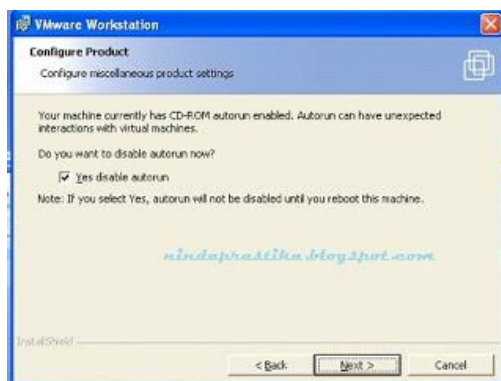 VMware Workstation
Configure Product
Configure miscellaneous product settings
Your machine currently has CD-ROM autorun enabled. Autorun can have unexpected
interactions with virtual machines.
Do you want to disable autorun now?
Yes disable autorun
Note: If you select Yes, autorun will not be disabled until you reboot this machine.
nindaprastika.blogspot.com
InstallShield
< Back
Next >
Cancel